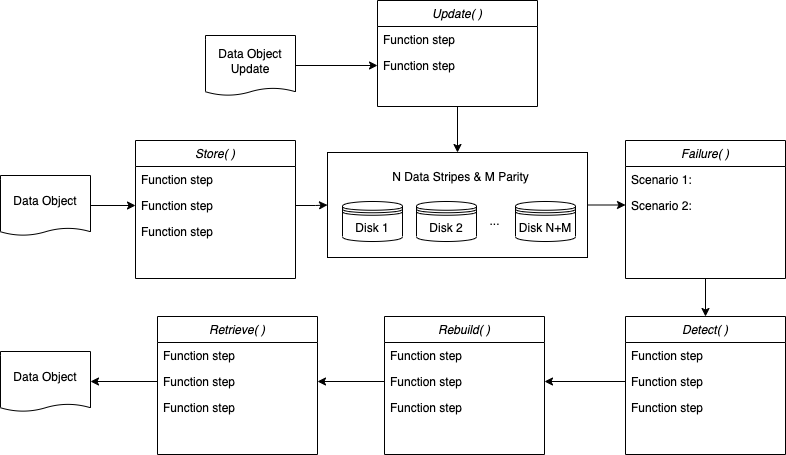 Update( )
Function step
Function step
Data Object
Update
Store( )
Function step
Function step
Function step
Data Object
N Data Stripes & M Parity
Disk 1
Disk 2
...
Disk N+M
Failure( )
Scenario 1:
Scenario 2:
Retrieve( )
Function step
Function step
Function step
Data Object
Rebuild( )
Function step
Function step
Function step
Detect( )
Function step
Function step
Function step